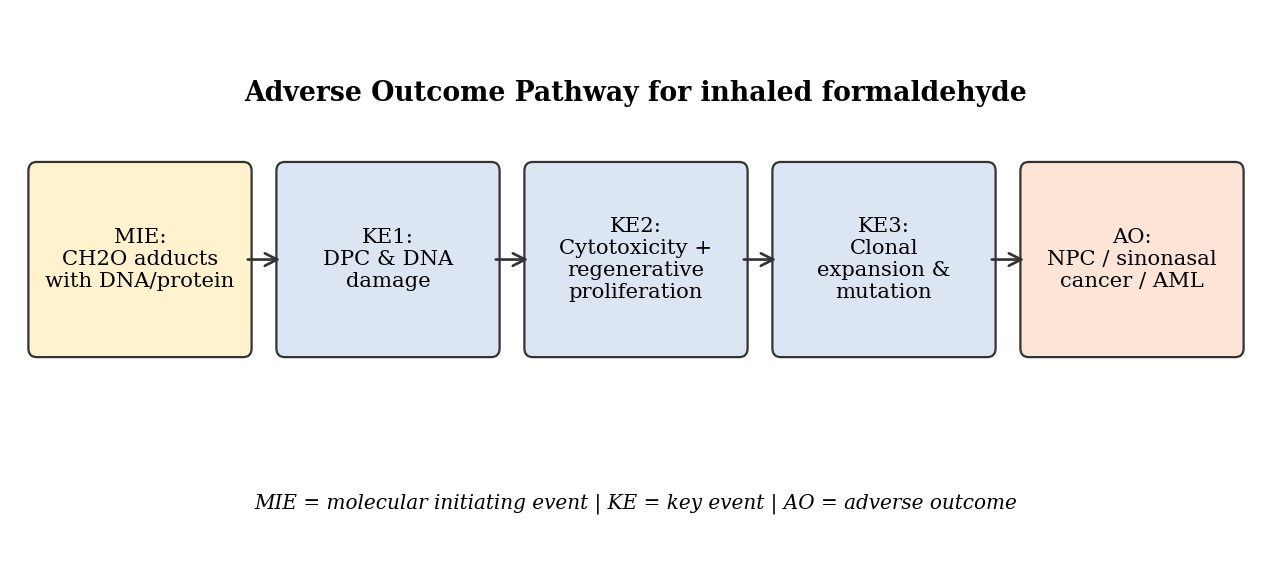 Adverse Outcome Pathway for inhaled formaldehyde
MIE:
CH2O adducts
with DNA/protein
KE1:
DPC & DNA
damage
KE2:
Cytotoxicity +
regenerative
proliferation
KE3:
Clonal
expansion &
mutation
AO:
NPC / sinonasal
cancer / AML
MIE = molecular initiating event | KE = key event | AO = adverse outcome